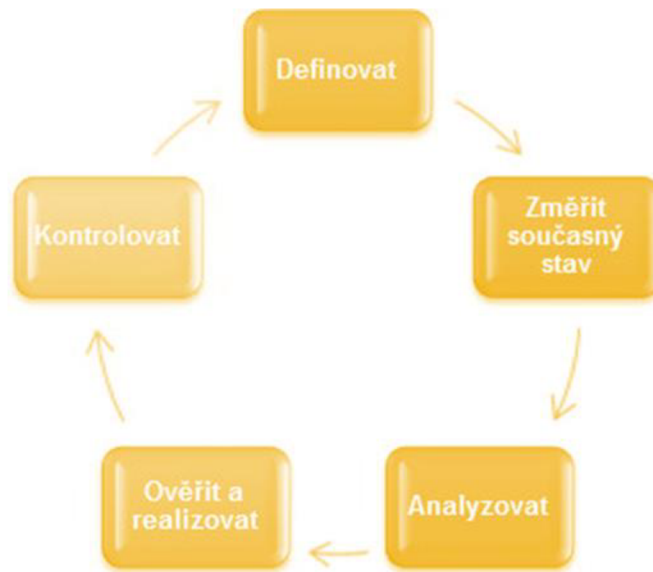 Definovat
Změřit
současný
stav
Analyzovat
Ověřit a
realizovat
Kontrolovat